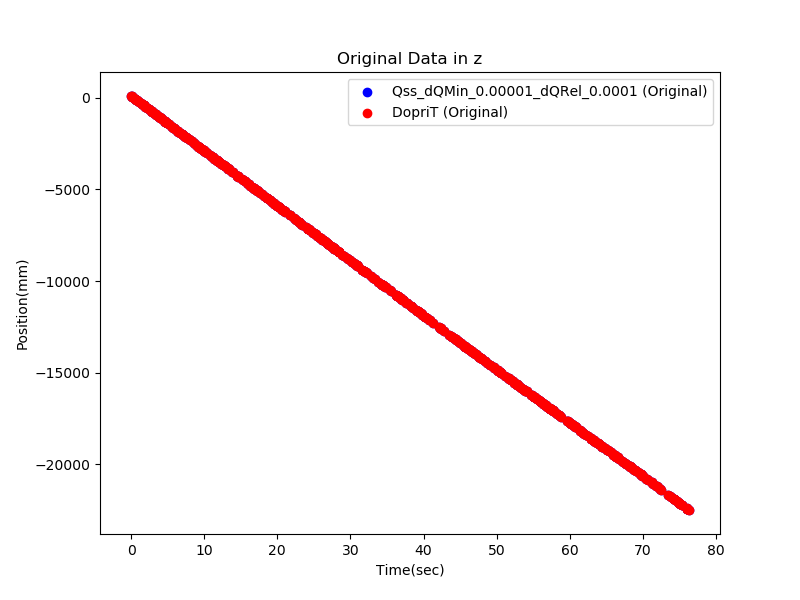 Original Data in z
Qss_dQMin_0.00001_dQRel_0.0001 (Original)
DopriT (Original)
0
−5000
−10000
−15000
−20000
Position(mm)
0 10 20 30 40 50 60 70 80
Time(sec)